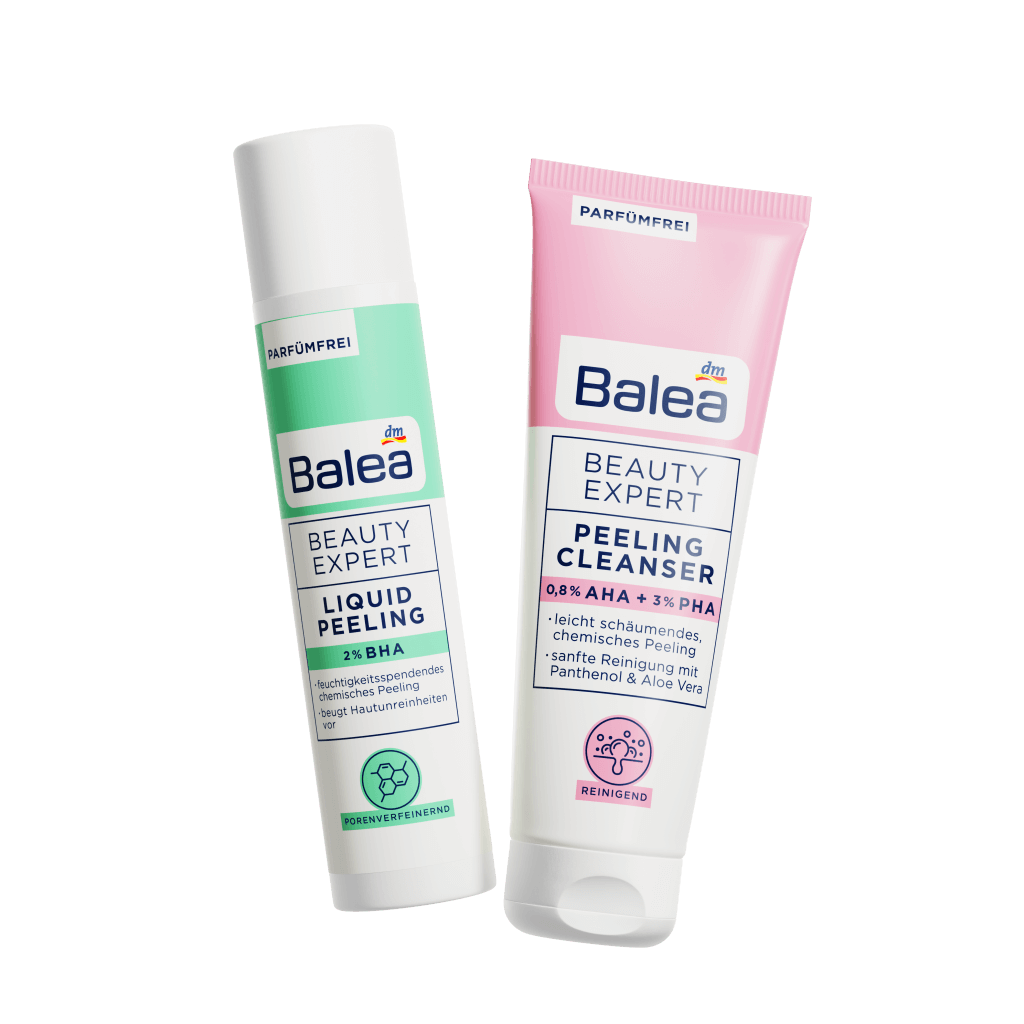 PARFÜMFREI
dm
Balea
BEAUTY
EXPERT
LIQUID
PEELING
2% BHA
·feuchtigkeitsspendendes
chemisches Peeling
·beugt Hautunreinheiten
vor
PORENVERFEINERND
PARFÜMFREI
dm
Balea
BEAUTY
EXPERT
PEELING
CLEANSER
0,8% AHA + 3% PHA
·leicht schäumendes,
chemisches Peeling
·sanfte Reinigung mit
Panthenol & Aloe Vera
REINIGEND